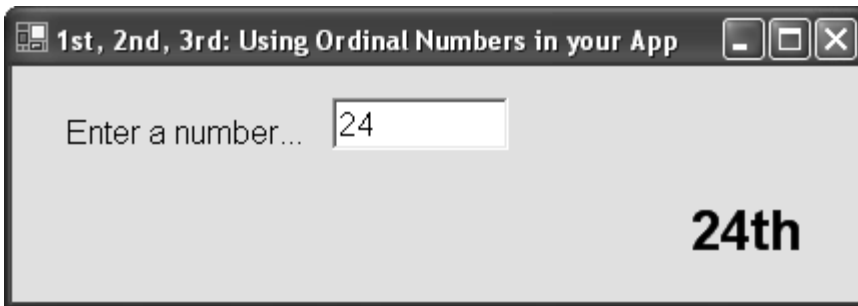 1st, 2nd, 3rd: Using Ordinal Numbers in your App
Enter a number... 24
24th